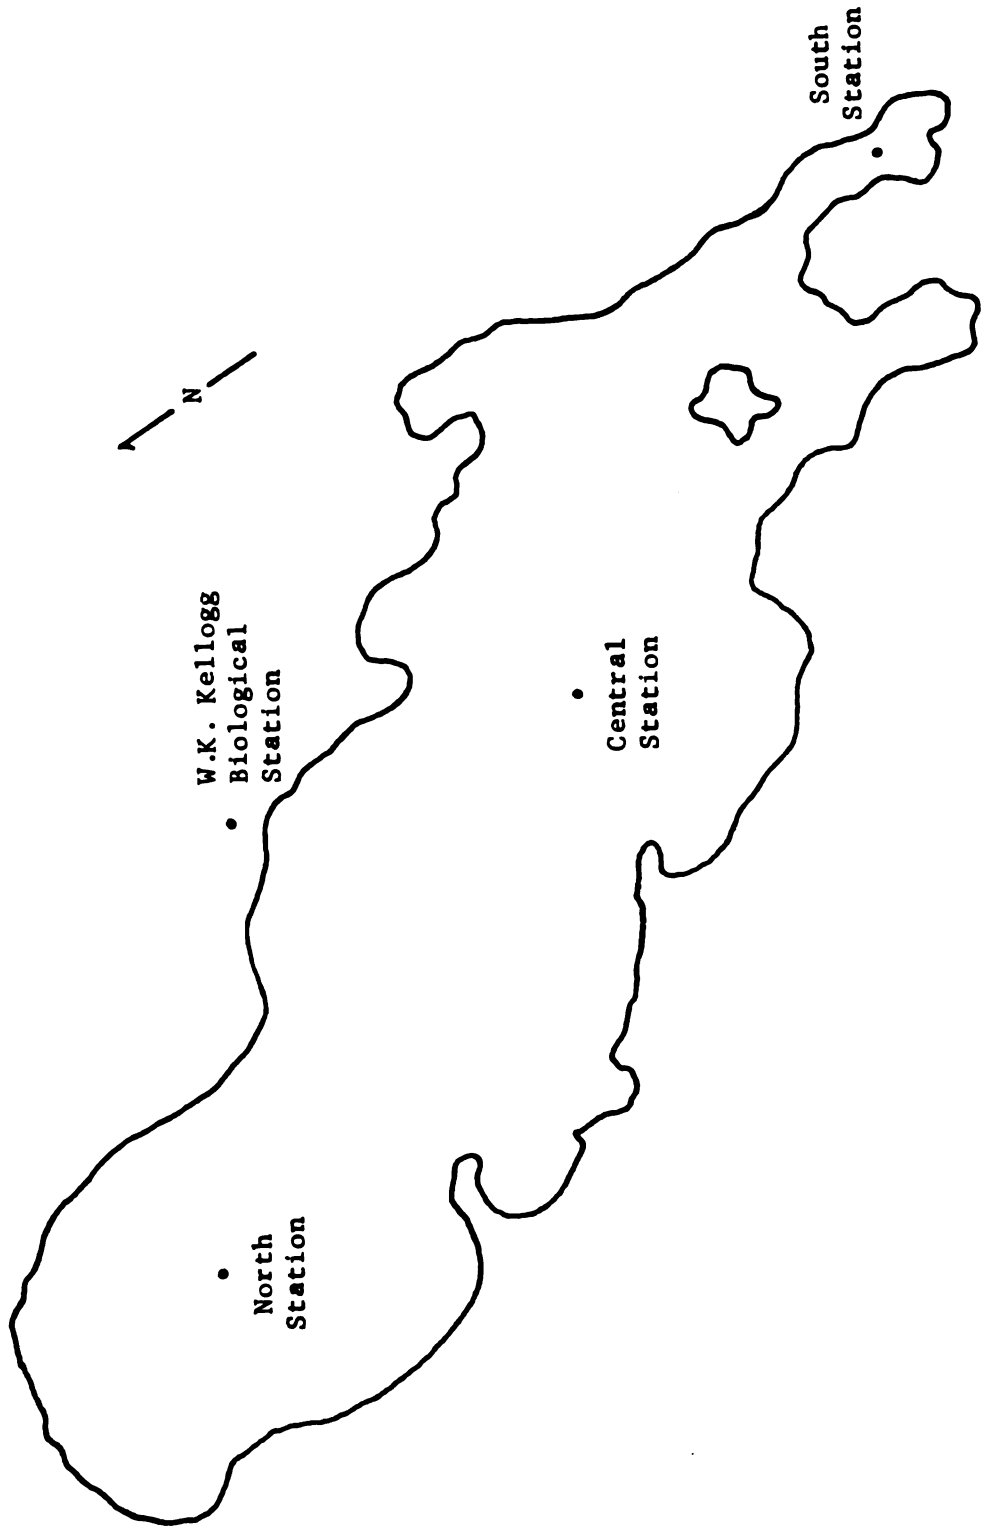 W.K. Kellogg
Biological
Station
N
North
Station
Central
Station
South
Station